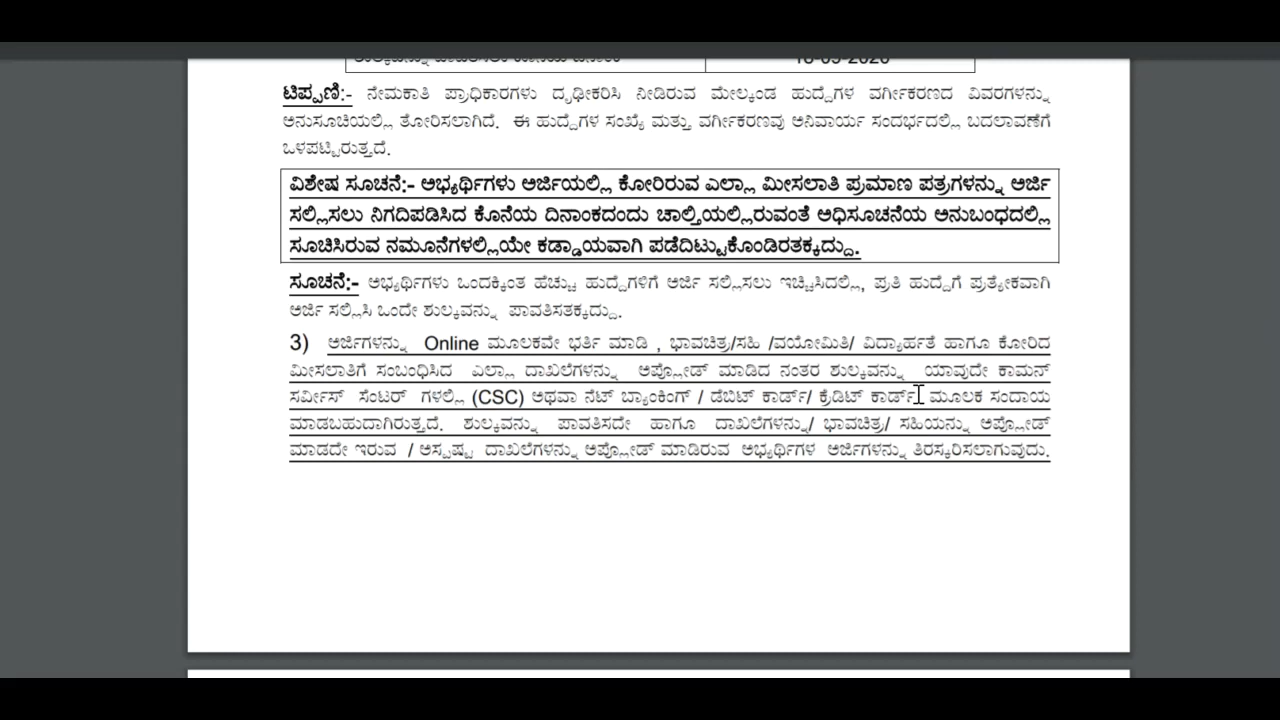 ಟಿಪ್ಪಣಿ:- ನೇಮಕಾತಿ ಪ್ರಾಧಿಕಾರಗಳು ದೃಢೀಕರಿಸಿ ನೀಡಿರುವ ಮೇಲ್ಕಂಡ ಹುದ್ದೆಗಳ ವರ್ಗೀಕರಣದ ವಿವರಗಳನ್ನು
ಅನುಸೂಚಿಯಲ್ಲಿ ತೋರಿಸಲಾಗಿದೆ. ಈ ಹುದ್ದೆಗಳ ಸಂಖ್ಯೆ ಮತ್ತು ವರ್ಗೀಕರಣವು ಅನಿವಾರ್ಯ ಸಂದರ್ಭದಲ್ಲಿ ಬದಲಾವಣೆಗೆ
ಒಳಪಟ್ಟಿರುತ್ತದೆ.
ವಿಶೇಷ ಸೂಚನೆ:- ಅಭ್ಯರ್ಥಿಗಳು ಅರ್ಜಿಯಲ್ಲಿ ಕೋರಿರುವ ಎಲ್ಲಾ ಮೀಸಲಾತಿ ಪ್ರಮಾಣ ಪತ್ರಗಳನ್ನು ಅರ್ಜಿ
ಸಲ್ಲಿಸಲು ನಿಗದಿಪಡಿಸಿದ ಕೊನೆಯ ದಿನಾಂಕದಂದು ಚಾಲ್ತಿಯಲ್ಲಿರುವಂತೆ ಅಧಿಸೂಚನೆಯ ಅನುಬಂಧದಲ್ಲಿ
ಸೂಚಿಸಿರುವ ನಮೂನೆಗಳಲ್ಲಿಯೇ ಕಡ್ಡಾಯವಾಗಿ ಪಡೆದಿಟ್ಟುಕೊಂಡಿರತಕ್ಕದ್ದು.
ಸೂಚನೆ:- ಅಭ್ಯರ್ಥಿಗಳು ಒಂದಕ್ಕಿಂತ ಹೆಚ್ಚು ಹುದ್ದೆಗಳಿಗೆ ಅರ್ಜಿ ಸಲ್ಲಿಸಲು ಇಚ್ಛಿಸಿದಲ್ಲಿ, ಪ್ರತಿ ಹುದ್ದೆಗೆ ಪ್ರತ್ಯೇಕವಾಗಿ
ಅರ್ಜಿ ಸಲ್ಲಿಸಿ ಒಂದೇ ಶುಲ್ಕವನ್ನು ಪಾವತಿಸತಕ್ಕದ್ದು.
3) ಅರ್ಜಿಗಳನ್ನು Online ಮೂಲಕವೇ ಭರ್ತಿ ಮಾಡಿ , ಭಾವಚಿತ್ರ/ಸಹಿ /ವಯೋಮಿತಿ/ ವಿದ್ಯಾರ್ಹತೆ ಹಾಗೂ ಕೋರಿದ
ಮೀಸಲಾತಿಗೆ ಸಂಬಂಧಿಸಿದ ಎಲ್ಲಾ ದಾಖಲೆಗಳನ್ನು ಅಪ್ಲೋಡ್ ಮಾಡಿದ ನಂತರ ಶುಲ್ಕವನ್ನು ಯಾವುದೇ ಕಾಮನ್
ಸರ್ವೀಸ್ ಸೆಂಟರ್ ಗಳಲ್ಲಿ (CSC) ಅಥವಾ ನೆಟ್ ಬ್ಯಾಂಕಿಂಗ್ / ಡೆಬಿಟ್ ಕಾರ್ಡ್/ ಕ್ರೆಡಿಟ್ ಕಾರ್ಡ್ ಮೂಲಕ ಸಂದಾಯ
ಮಾಡಬಹುದಾಗಿರುತ್ತದೆ. ಶುಲ್ಕವನ್ನು ಪಾವತಿಸದೇ ಹಾಗೂ ದಾಖಲೆಗಳನ್ನು/ ಭಾವಚಿತ್ರ/ ಸಹಿಯನ್ನು ಅಪ್ಲೋಡ್
ಮಾಡದೇ ಇರುವ / ಅಸ್ಪಷ್ಟ ದಾಖಲೆಗಳನ್ನು ಅಪ್ಲೋಡ್ ಮಾಡಿರುವ ಅಭ್ಯರ್ಥಿಗಳ ಅರ್ಜಿಗಳನ್ನು ತಿರಸ್ಕರಿಸಲಾಗುವುದು.